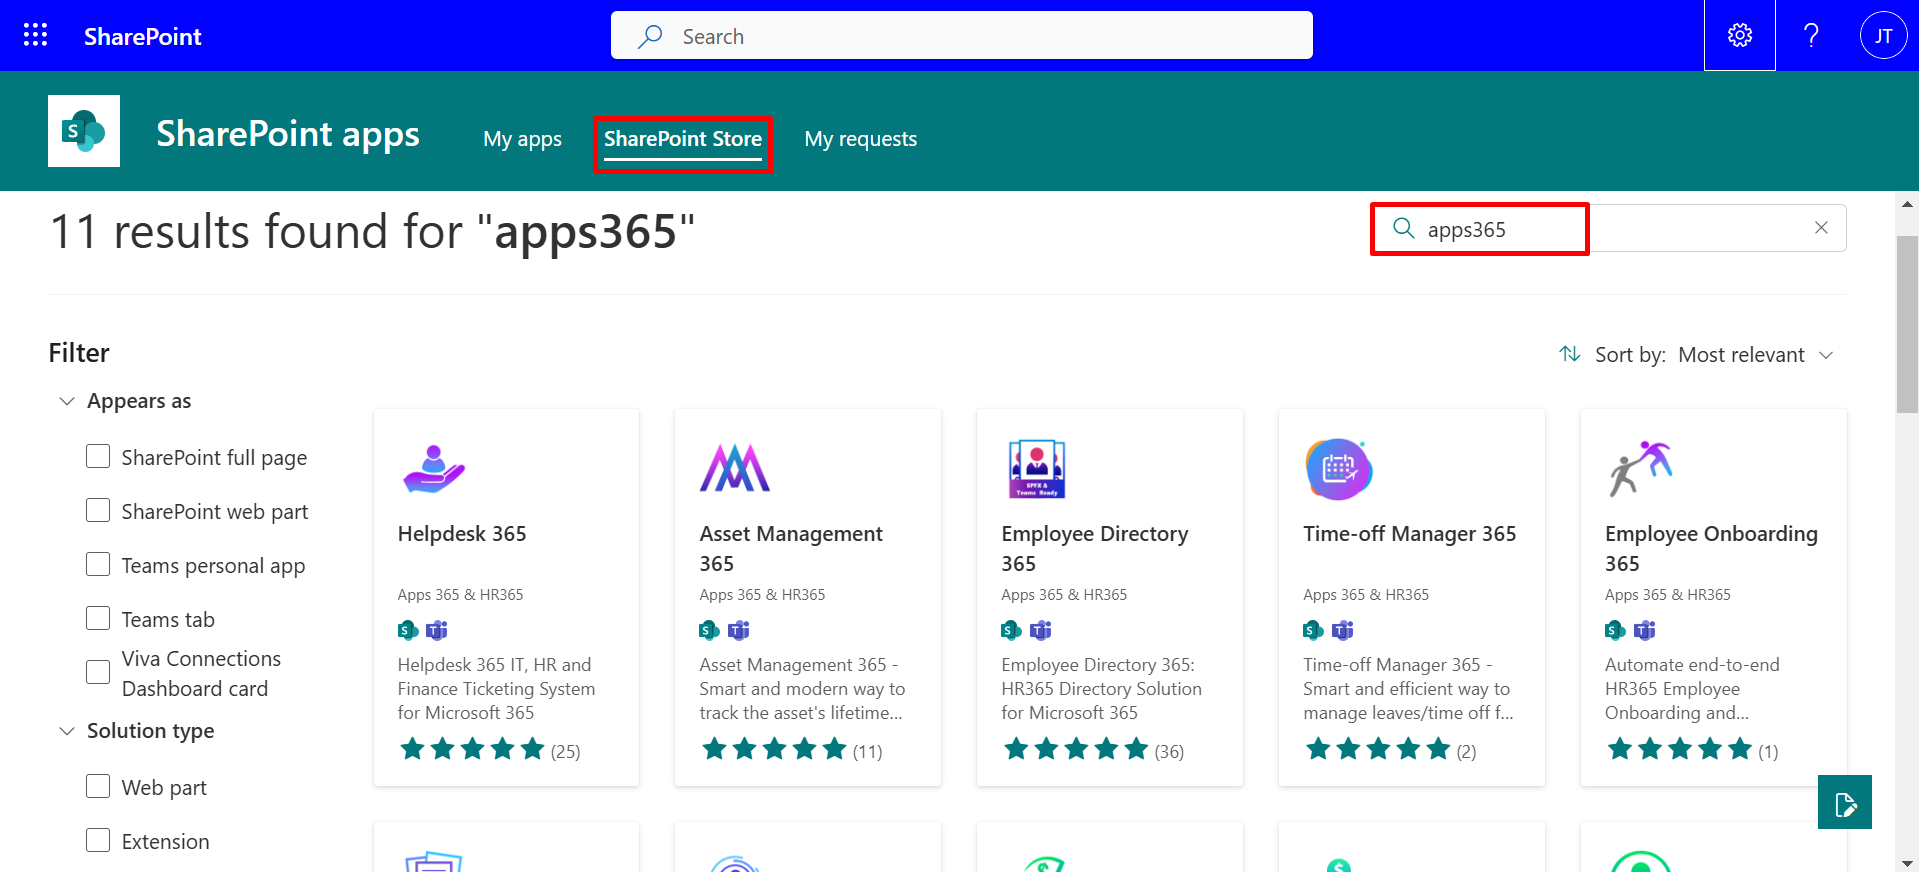 SharePoint
Search
?
JT
S
SharePoint apps
My apps
SharePoint Store
My requests
11 results found for "apps365"
apps365
Filter
Sort by: Most relevant
Appears as
SharePoint full page
SharePoint web part
Teams personal app
Teams tab
Viva Connections
Dashboard card
Solution type
Web part
Extension
Helpdesk 365
Apps 365 & HR365
Helpdesk 365 IT, HR and
Finance Ticketing System
for Microsoft 365
(25)
Asset Management
365
Apps 365 & HR365
Asset Management 365 -
Smart and modern way to
track the asset's lifetime...
(11)
SPFX &
Teams Ready
Employee Directory
365
Apps 365 & HR365
Employee Directory 365:
HR365 Directory Solution
for Microsoft 365
(36)
Time-off Manager 365
Apps 365 & HR365
Time-off Manager 365 -
Smart and efficient way to
manage leaves/time off f...
(2)
Employee Onboarding
365
Apps 365 & HR365
Automate end-to-end
HR365 Employee
Onboarding and...
(1)